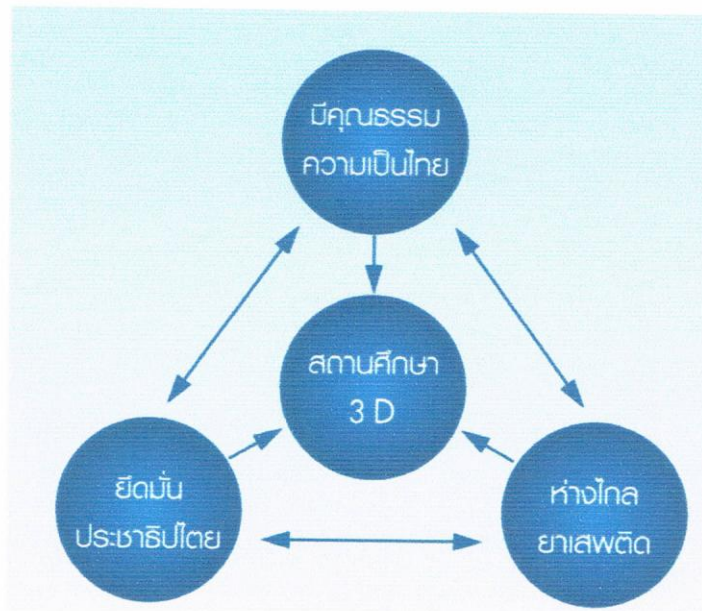 มีคุณธรรม
ความเป็นไทย
สถานศึกษา
3 D
ยึดมั่น
ประชาธิปไตย
ห่างไกล
ยาเสพติด